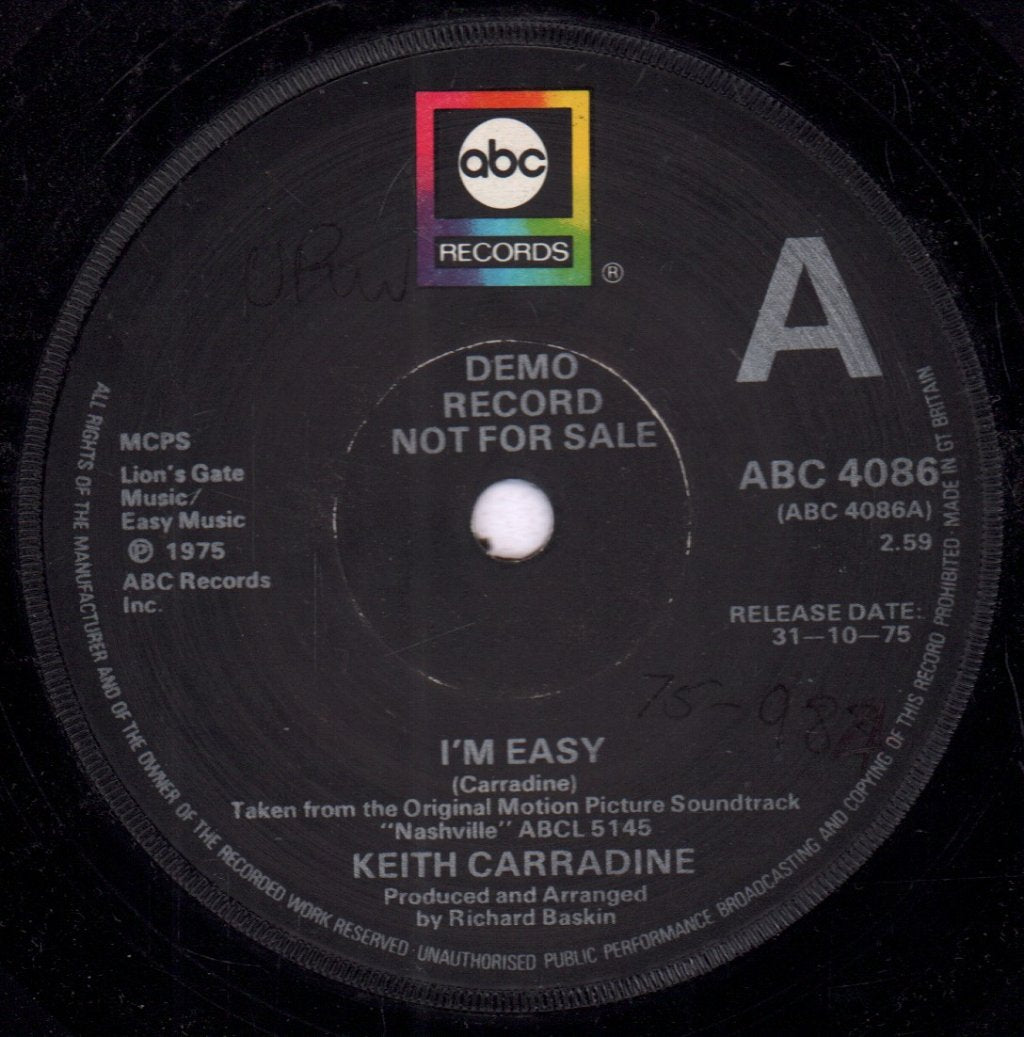 abc
RECORDS
®
A
DEMO
RECORD
NOT FOR SALE
MCPS
Lion's Gate
Music/
Easy Music
℗ 1975
ABC Records
Inc.
ABC 4086
(ABC 4086A)
2.59
RELEASE DATE:
31-10-75
I'M EASY
(Carradine)
Taken from the Original Motion Picture Soundtrack
"Nashville" ABCL 5145
KEITH CARRADINE
Produced and Arranged
by Richard Baskin
ALL RIGHTS OF THE MANUFACTURER AND OF THE OWNER OF THE RECORDED WORK RESERVED · UNAUTHORISED PUBLIC PERFORMANCE BROADCASTING AND COPYING OF THIS RECORD PROHIBITED · MADE IN GT BRITAIN